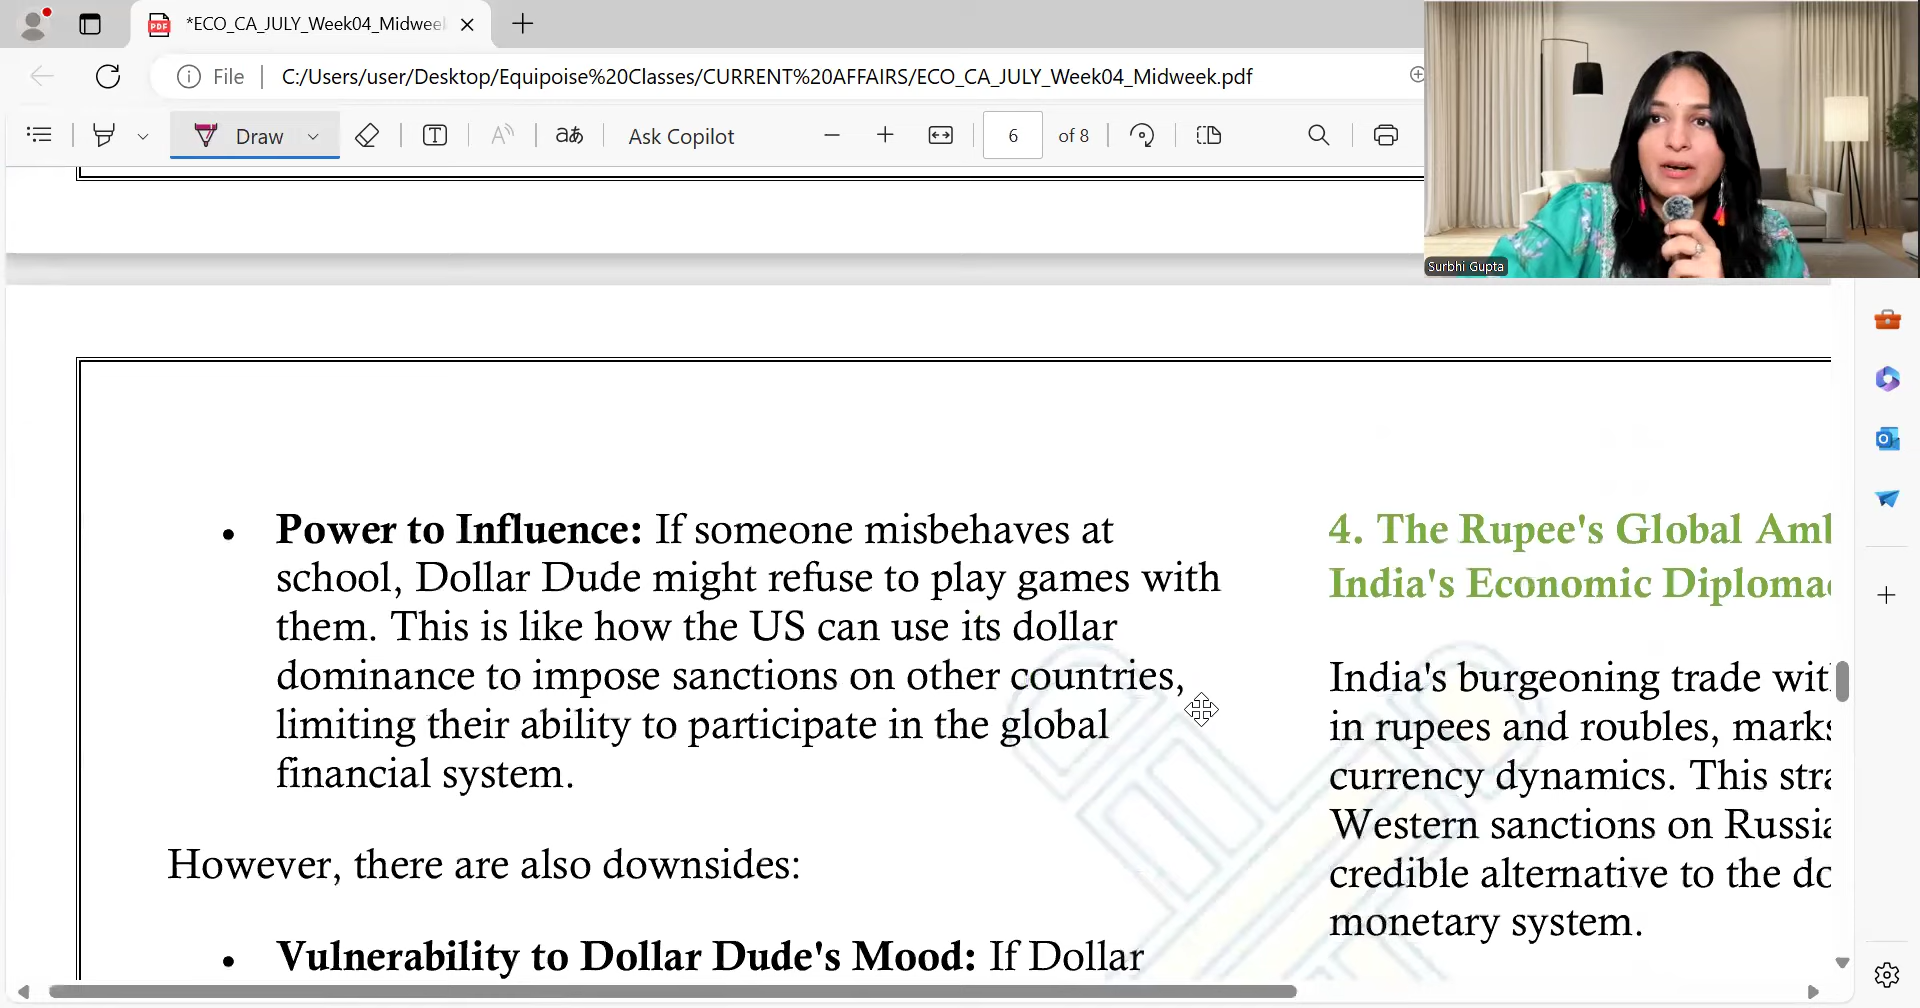 *ECO_CA_JULY_Week04_Midwee
File
C:/Users/user/Desktop/Equipoise%20Classes/CURRENT%20AFFAIRS/ECO_CA_JULY_Week04_Midweek.pdf
Draw
Ask Copilot
6
of 8
Surbhi Gupta
• Power to Influence: If someone misbehaves at
school, Dollar Dude might refuse to play games with
them. This is like how the US can use its dollar
dominance to impose sanctions on other countries,
limiting their ability to participate in the global
financial system.
However, there are also downsides:
• Vulnerability to Dollar Dude's Mood: If Dollar
4. The Rupee's Global Am
India's Economic Diploma
India's burgeoning trade wit
in rupees and roubles, marks
currency dynamics. This stra
Western sanctions on Russia
credible alternative to the do
monetary system.